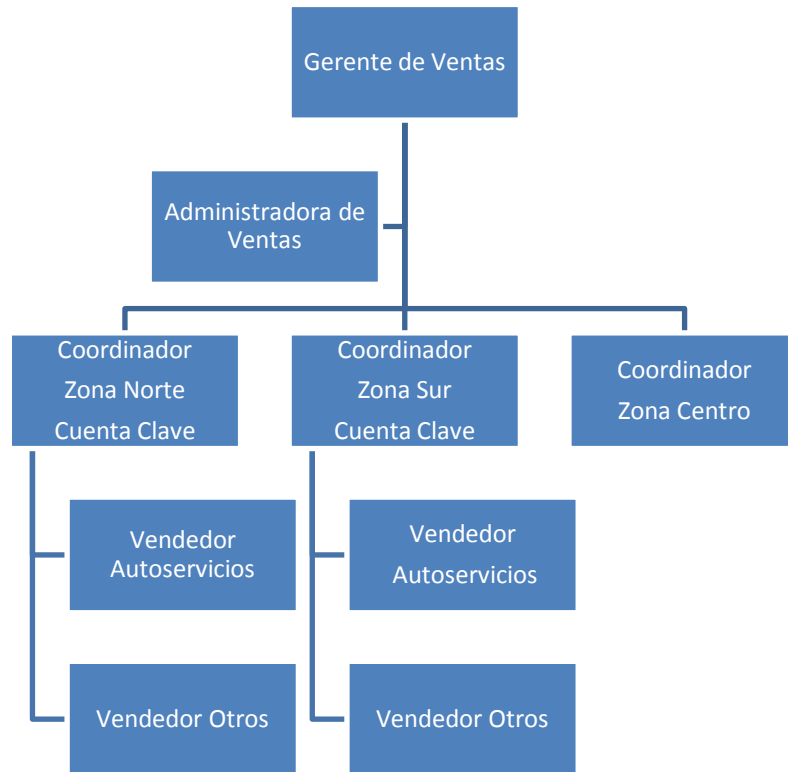 Gerente de Ventas
Administradora de
Ventas
Coordinador
Zona Norte
Cuenta Clave
Coordinador
Zona Sur
Cuenta Clave
Coordinador
Zona Centro
Vendedor
Autoservicios
Vendedor
Autoservicios
Vendedor Otros
Vendedor Otros